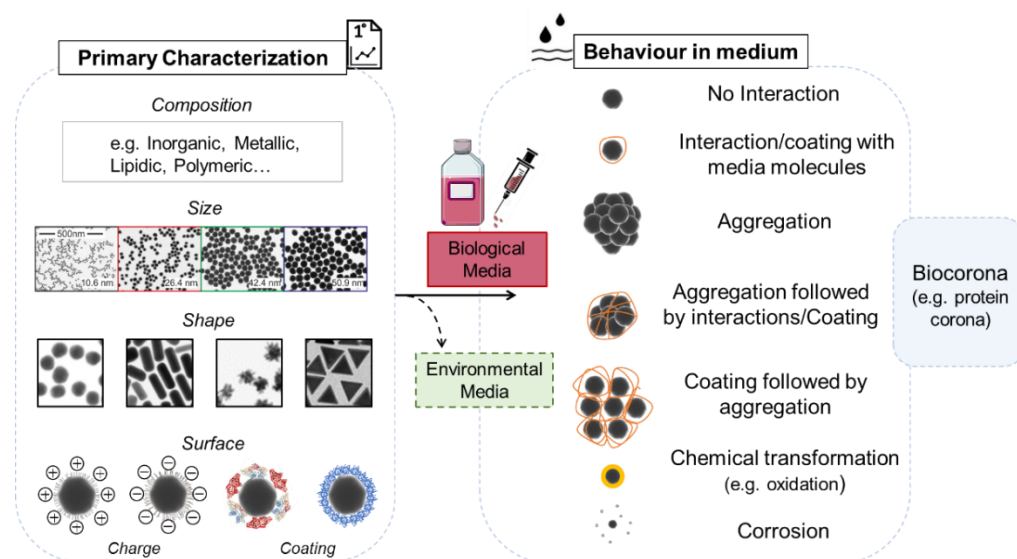 1°
Primary Characterization
Composition
e.g. Inorganic, Metallic,
Lipidic, Polymeric…
Size
500nm
10.6 nm
26.4 nm
42.4 nm
60.9 nm
Shape
Surface
+ + + + + + + +
− − − − − − − −
Charge
Coating
Biological
Media
Environmental
Media
Behaviour in medium
No Interaction
Interaction/coating with
media molecules
Aggregation
Aggregation followed
by interactions/Coating
Coating followed by
aggregation
Chemical transformation
(e.g. oxidation)
Corrosion
Biocorona
(e.g. protein
corona)